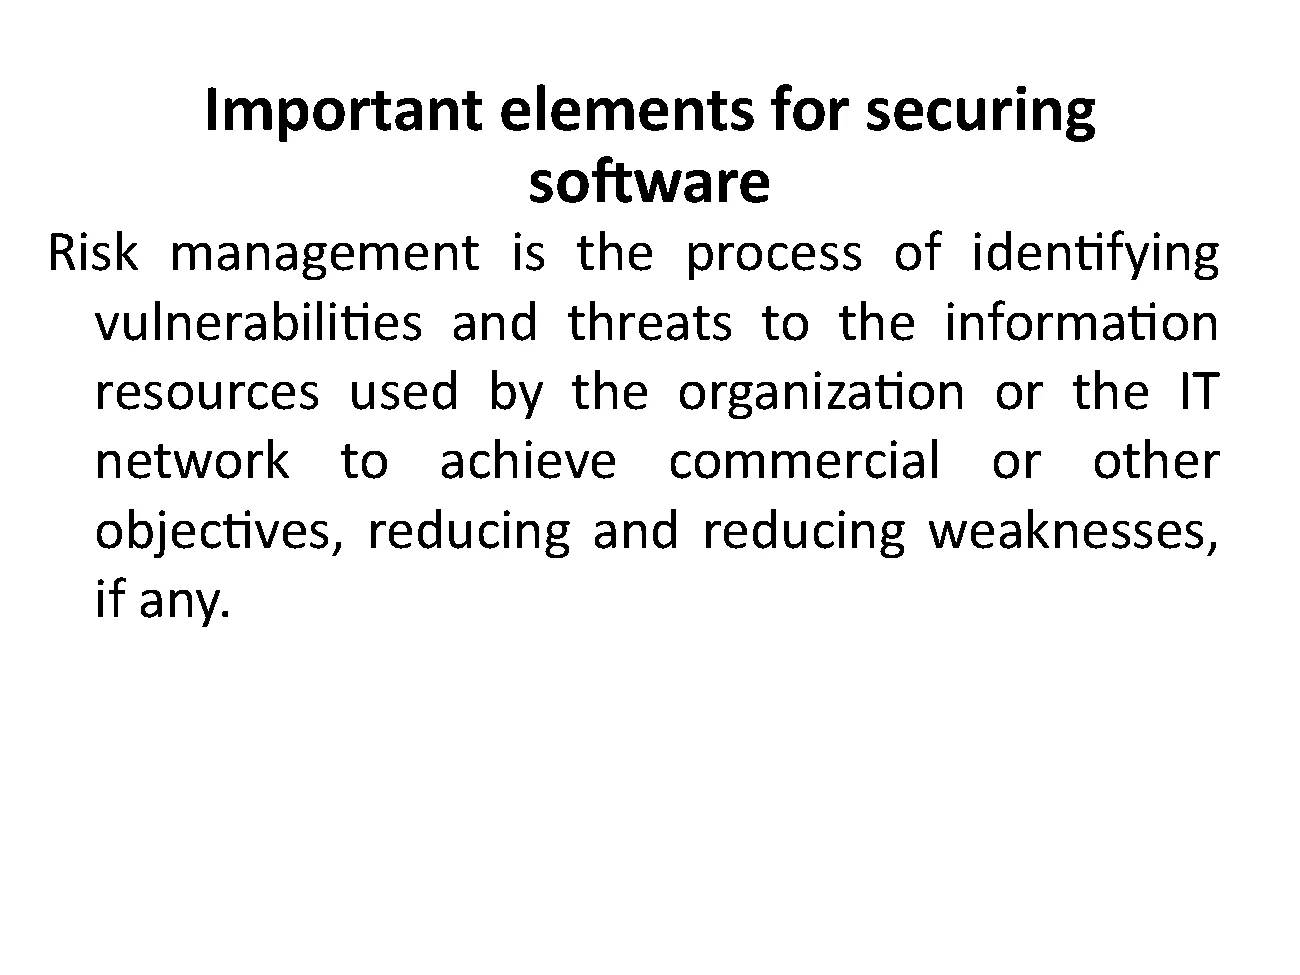 Important elements for securing
software
Risk management is the process of identifying
vulnerabilities and threats to the information
resources used by the organization or the IT
network to achieve commercial or other
objectives, reducing and reducing weaknesses,
if any.